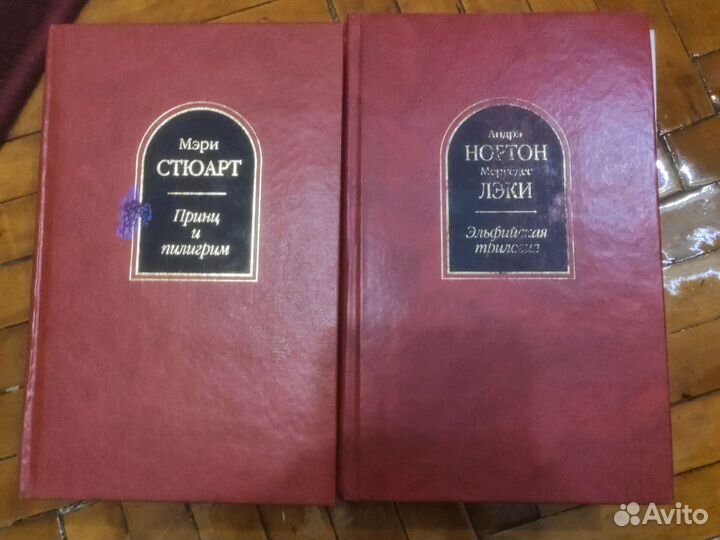 Мэри
СТЮАРТ
Принц
и
пилигрим
Андрэ
НОРТОН
Мерседес
ЛЭКИ
Эльфийская
трилогия
Avito